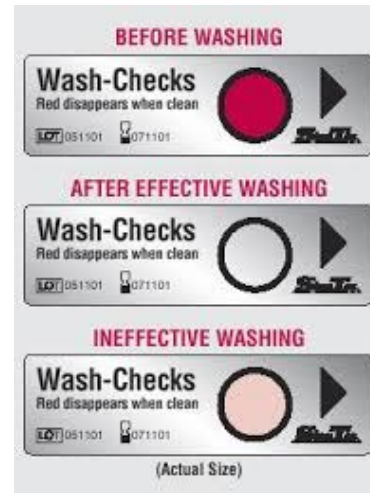 BEFORE WASHING
Wash-Checks
Red disappears when clean
LOT 051101 071101
AFTER EFFECTIVE WASHING
Wash-Checks
Red disappears when clean
LOT 051101 071101
INEFFECTIVE WASHING
Wash-Checks
Red disappears when clean
LOT 051101 071101
(Actual Size)